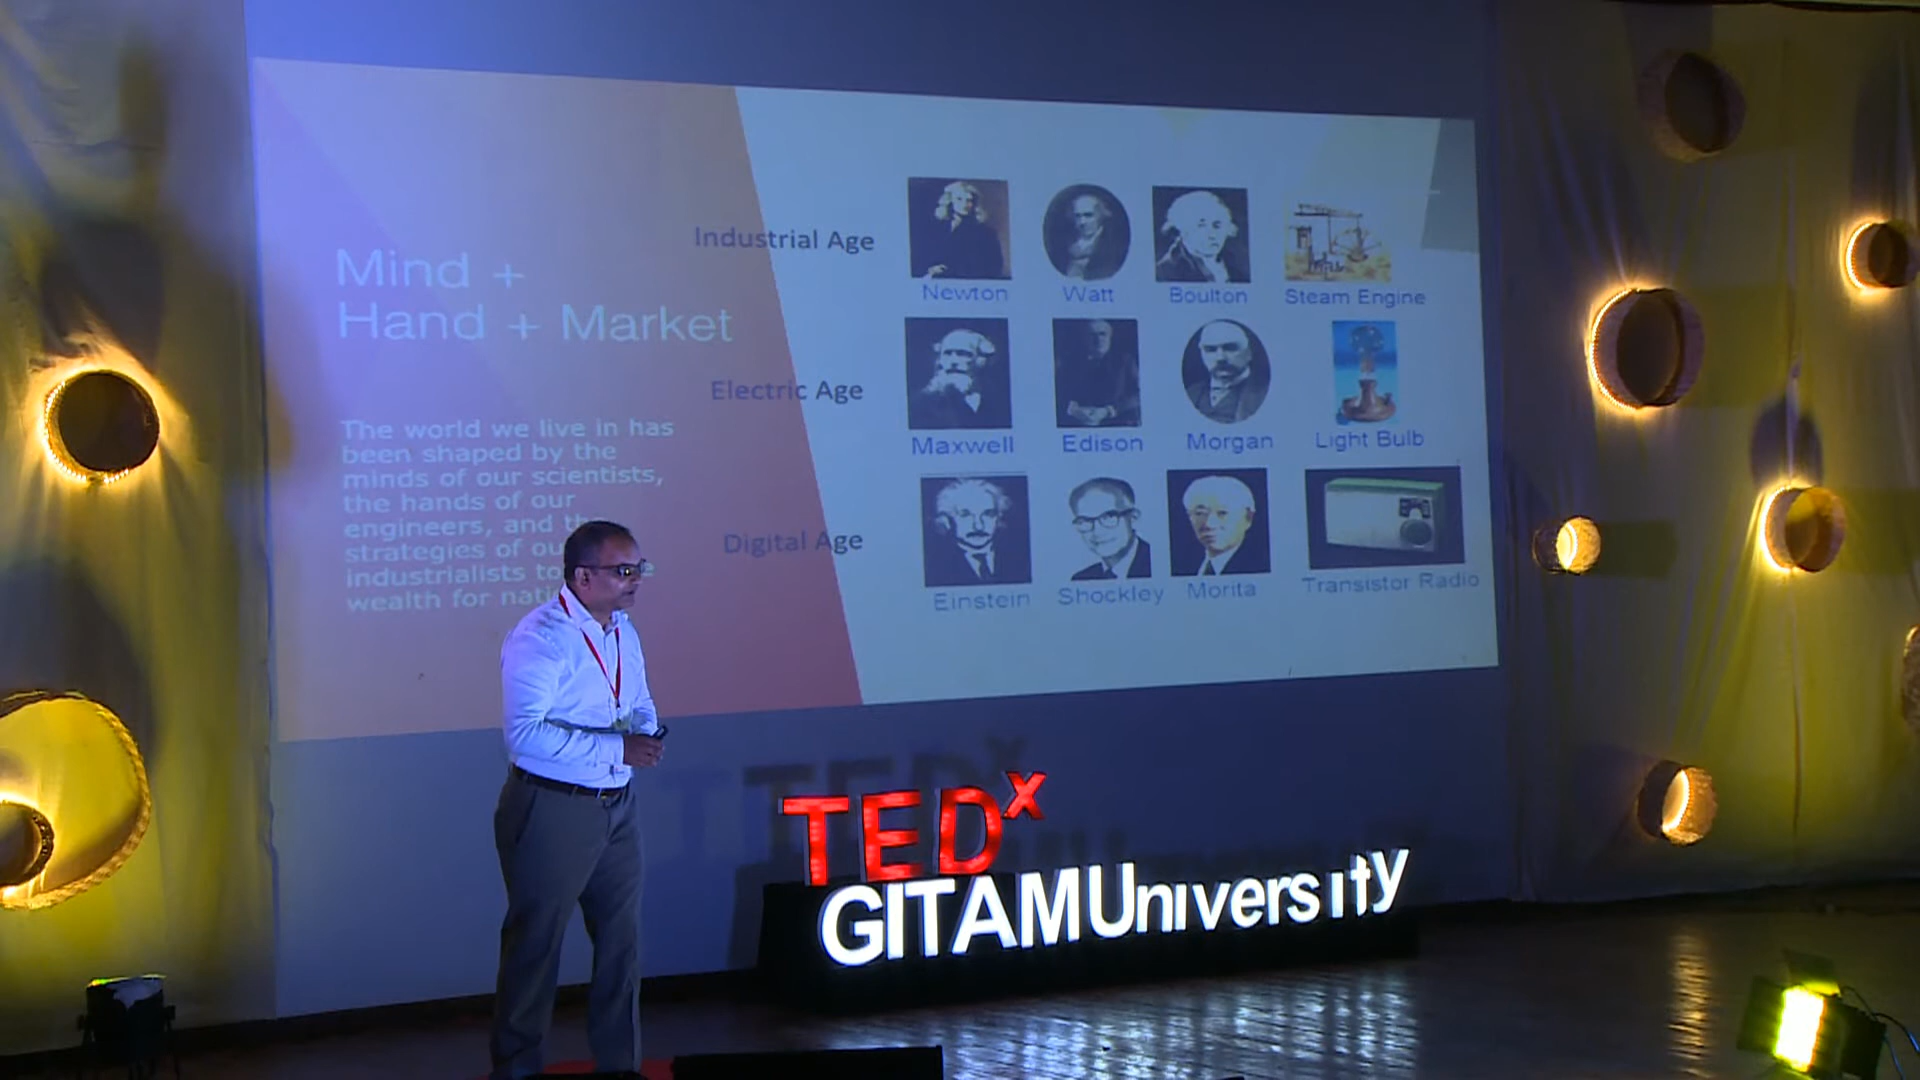 Mind +
Hand + Market
The world we live in has
been shaped by the
minds of our scientists,
the hands of our
engineers, and the
strategies of
industrialists
wealth for
Industrial Age
Newton Watt Boulton Steam Engine
Electric Age
Maxwell Edison Morgan Light Bulb
Digital Age
Einstein Shockley Morita Transistor Radio
TEDx
GITAMUniversity